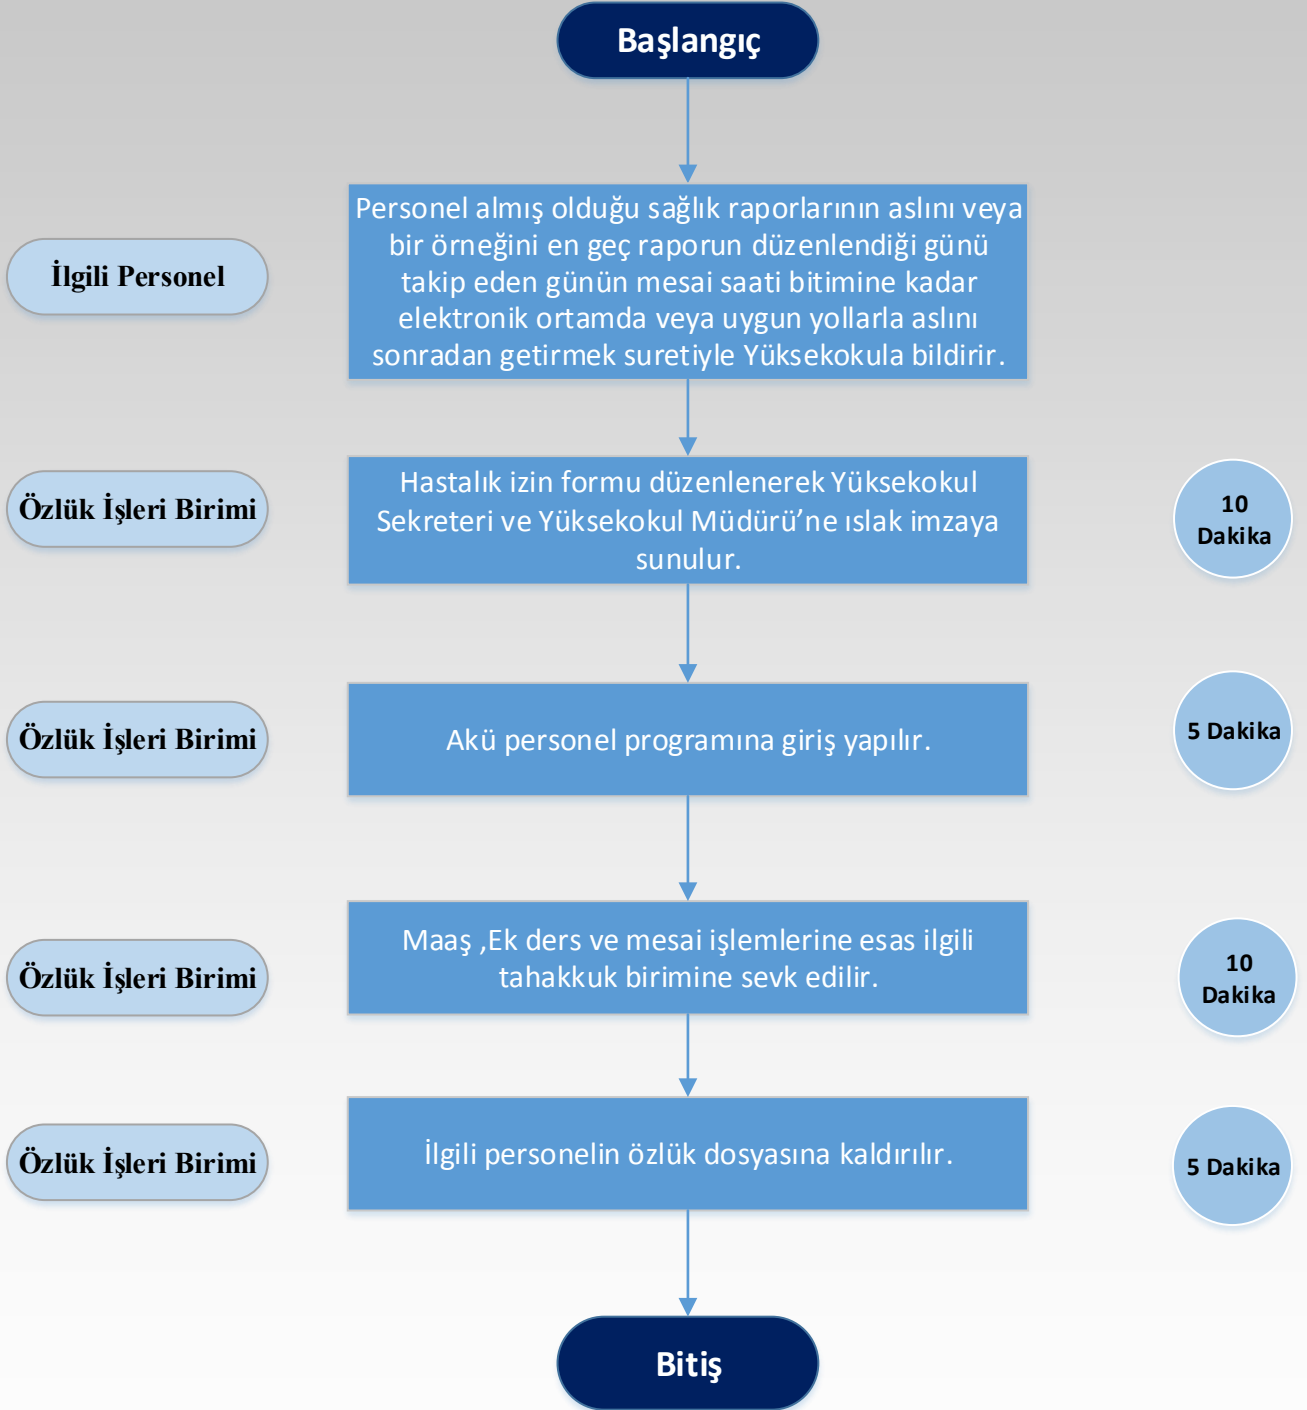 Başlangıç
İlgili Personel
Personel almış olduğu sağlık raporlarının aslını veya
bir örneğini en geç raporun düzenlendiği günü
takip eden günün mesai saati bitimine kadar
elektronik ortamda veya uygun yollarla aslını
sonradan getirmek suretiyle Yüksekokula bildirir.
Özlük İşleri Birimi
Hastalık izin formu düzenlenerek Yüksekokul
Sekreteri ve Yüksekokul Müdürü’ne ıslak imzaya
sunulur.
10
Dakika
Özlük İşleri Birimi
Akü personel programına giriş yapılır.
5 Dakika
Özlük İşleri Birimi
Maaş ,Ek ders ve mesai işlemlerine esas ilgili
tahakkuk birimine sevk edilir.
10
Dakika
Özlük İşleri Birimi
İlgili personelin özlük dosyasına kaldırılır.
5 Dakika
Bitiş